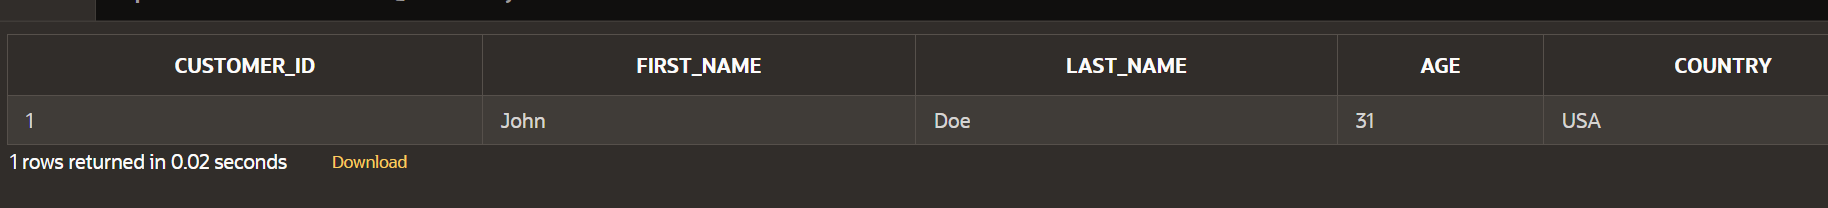 CUSTOMER_ID FIRST_NAME LAST_NAME AGE COUNTRY
1 John Doe 31 USA
1 rows returned in 0.02 seconds Download